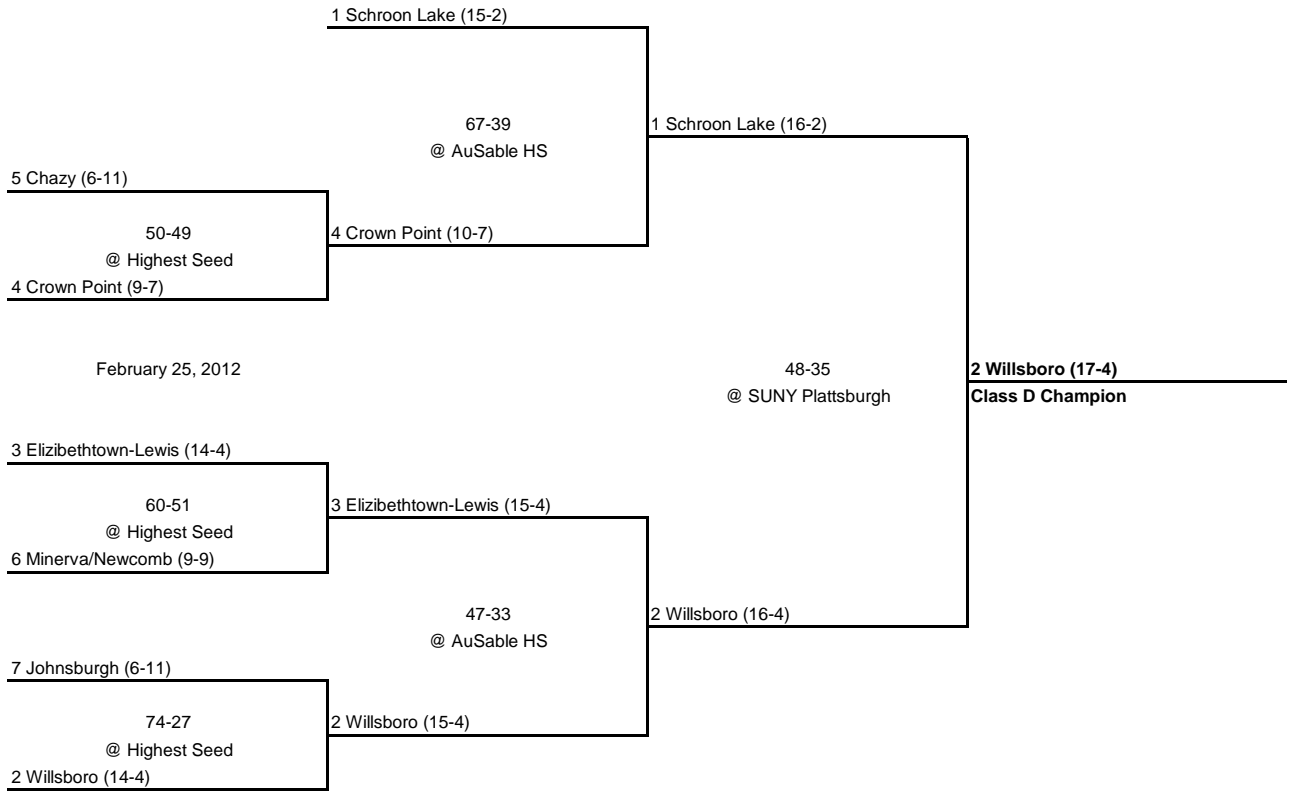 1 Schroon Lake (15-2)
67-39
1 Schroon Lake (16-2)
@ AuSable HS
5 Chazy (6-11)
50-49
4 Crown Point (10-7)
@ Highest Seed
4 Crown Point (9-7)
February 25, 2012
48-35
2 Willsboro (17-4)
@ SUNY Plattsburgh
Class D Champion
3 Elizibethtown-Lewis (14-4)
60-51
3 Elizibethtown-Lewis (15-4)
@ Highest Seed
6 Minerva/Newcomb (9-9)
47-33
2 Willsboro (16-4)
@ AuSable HS
7 Johnsburgh (6-11)
74-27
2 Willsboro (15-4)
@ Highest Seed
2 Willsboro (14-4)